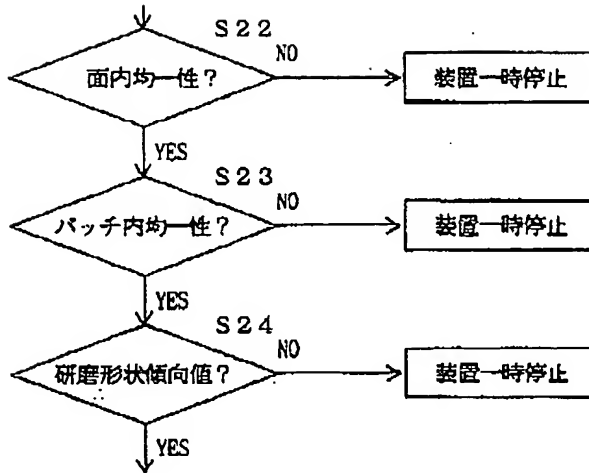 S22
面内均一性？
NO
装置一時停止
YES
S23
バッチ内均一性？
NO
装置一時停止
YES
S24
研磨形状傾向値？
NO
装置一時停止
YES